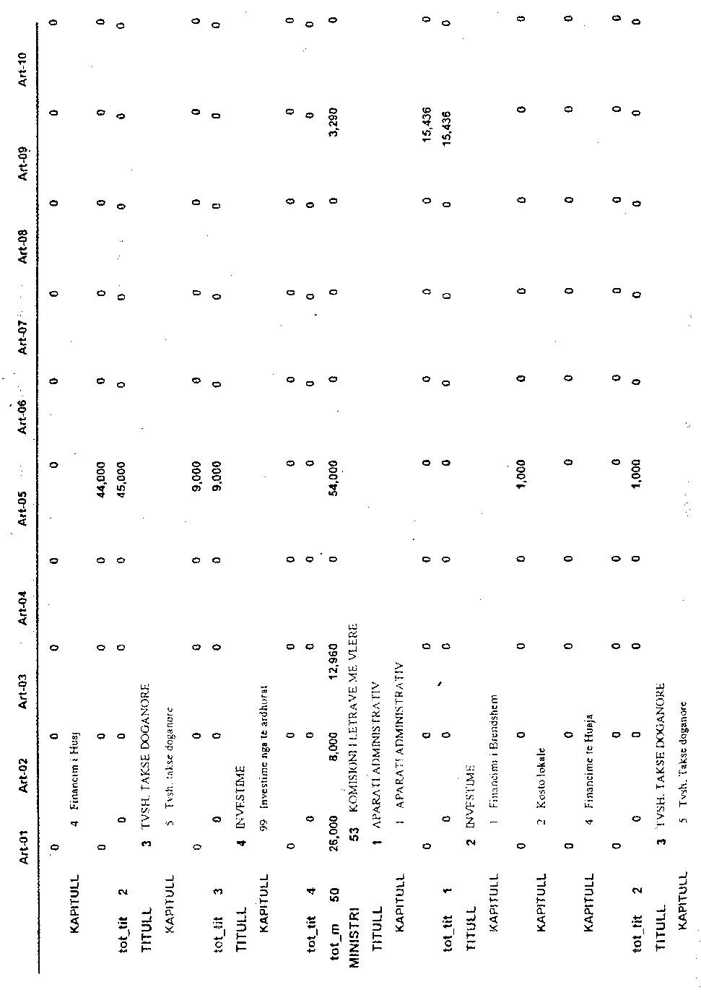 Art-01 Art-02 Art-03 Art-04 Art-05 Art-06 Art-07 Art-08 Art-09 Art-10
0 0 0 0 0 0 0 0 0 0
KAPITULL 4 Financim i Huaj
0 0 0 0 44,000 0 0 0 0 0
tot_tit 2 0 0 0 0 45,000 0 0 0 0 0
TITULL 3 TVSH. TAKSE DOGANORE
KAPITULL 5 Tvsh. takse doganore
0 0 0 0 9,000 0 0 0 0 0
tot_tit 3 0 0 0 0 9,000 0 0 0 0 0
TITULL 4 INVESTIME
KAPITULL 99 Investime nga te ardhurat
0 0 0 0 0 0 0 0 0 0
tot_tit 4 0 0 0 0 0 0 0 0 0 0
tot_m 50 26,000 8,000 12,960 0 54,000 0 0 0 3,290 0
MINISTRI 53 KOMISIONI I LETRAVE ME VLERE
TITULL 1 APARATI ADMINISTRATIV
KAPITULL 1 APARATI ADMINISTRATIV
0 0 0 0 0 0 0 0 15,436 0
tot_tit 1 0 0 0 0 0 0 0 0 15,436 0
TITULL 2 INVESTIME
KAPITULL 1 Financim i Brendshem
0 0 0 0 1,000 0 0 0 0 0
KAPITULL 2 Kosto lokale
0 0 0 0 0 0 0 0 0 0
KAPITULL 4 Financime te Huaja
0 0 0 0 0 0 0 0 0 0
tot_tit 2 0 0 0 0 1,000 0 0 0 0 0
TITULL 3 TVSH. TAKSE DOGANORE
KAPITULL 5 Tvsh. Takse doganore